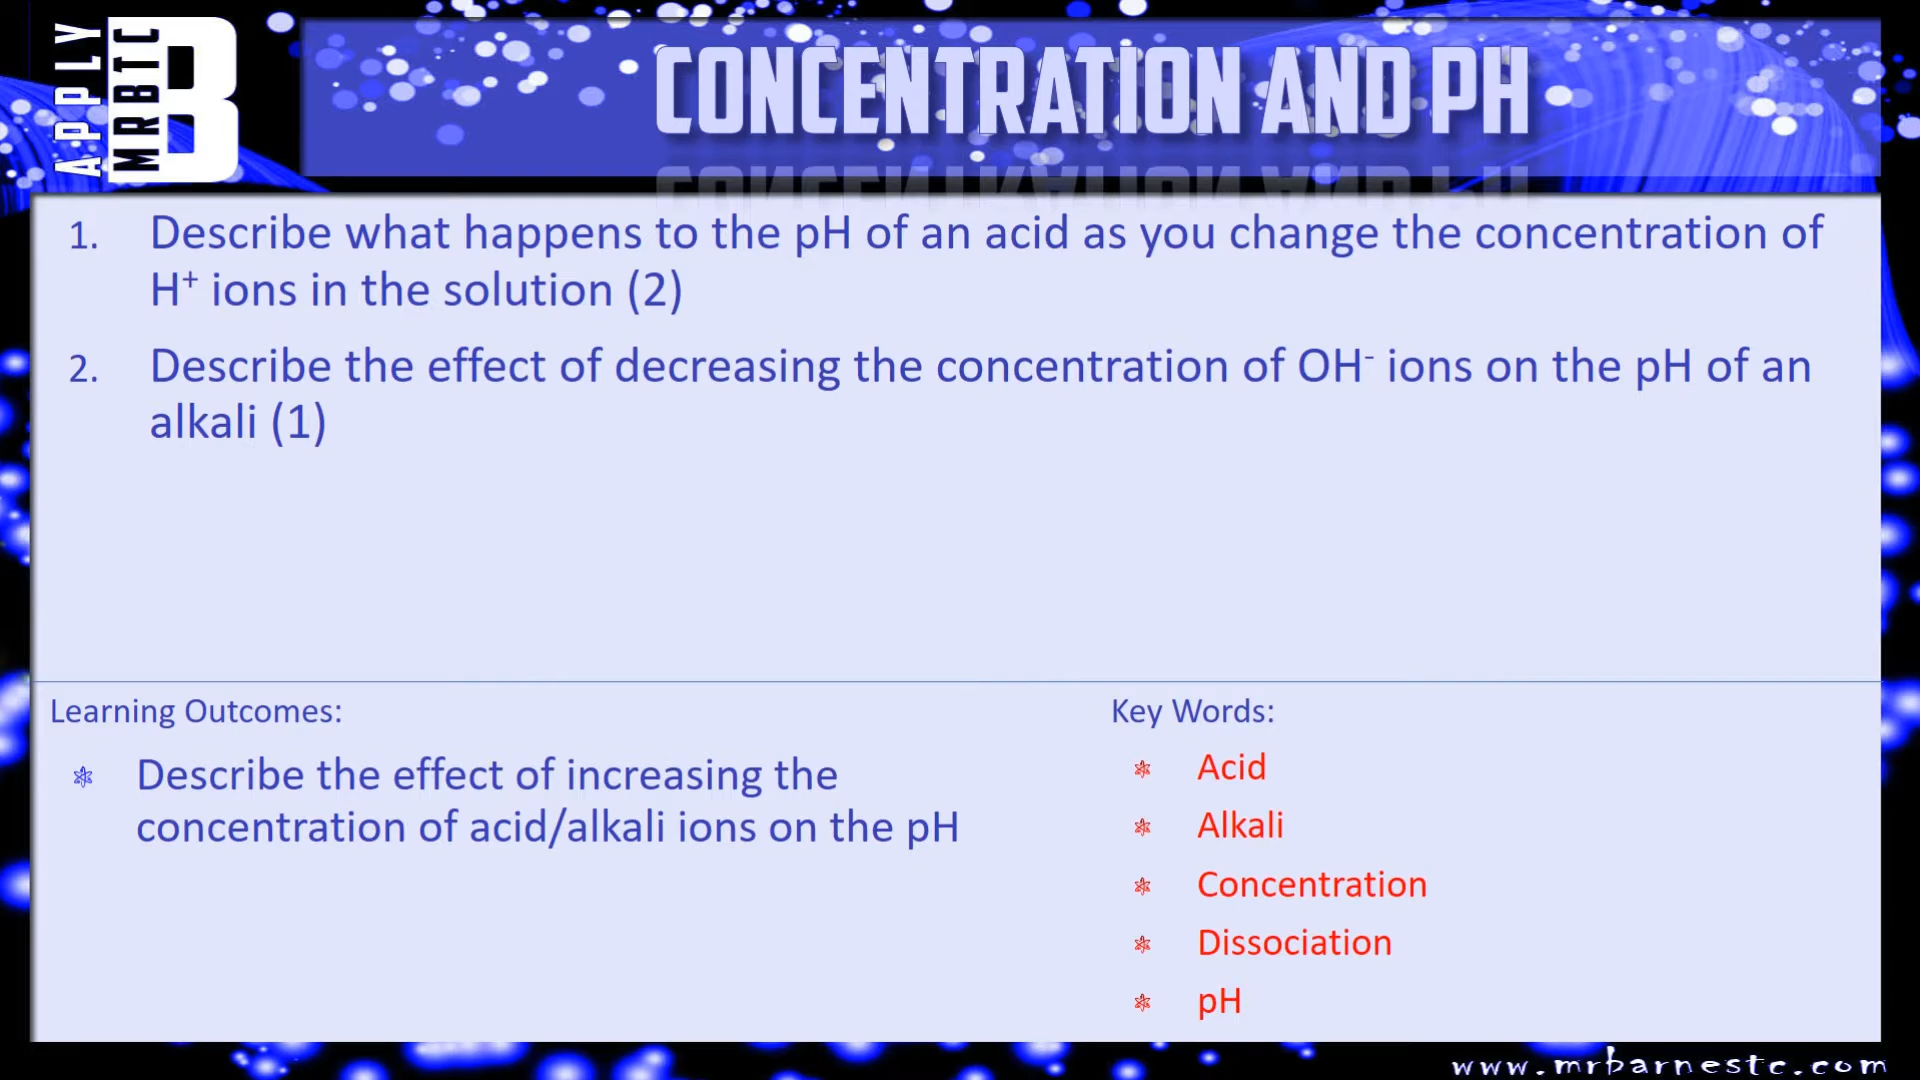 APPLY
MRBTC
B
CONCENTRATION AND PH
1. Describe what happens to the pH of an acid as you change the concentration of
H⁺ ions in the solution (2)
2. Describe the effect of decreasing the concentration of OH⁻ ions on the pH of an
alkali (1)
Learning Outcomes:
Describe the effect of increasing the
concentration of acid/alkali ions on the pH
Key Words:
Acid
Alkali
Concentration
Dissociation
pH
www.mrbarnestc.com